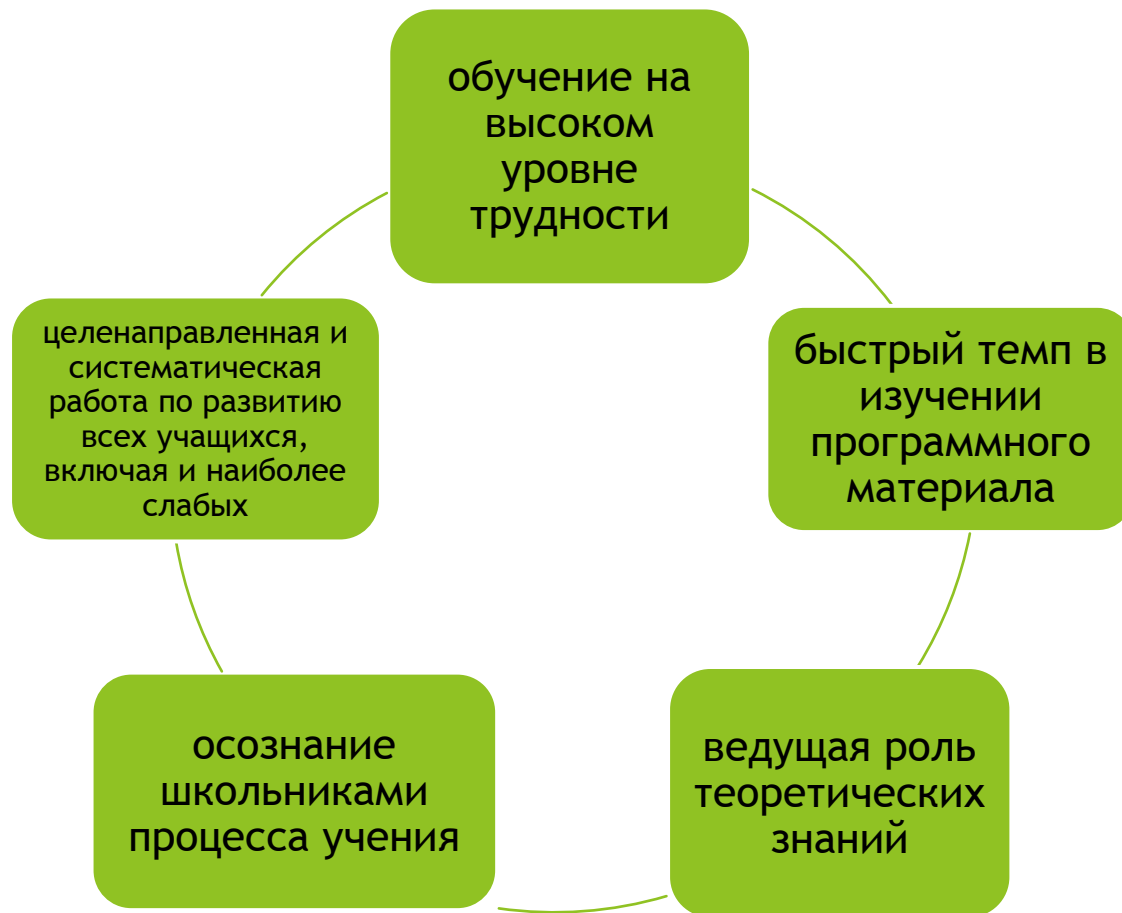 обучение на
высоком
уровне
трудности
быстрый темп в
изучении
программного
материала
ведущая роль
теоретических
знаний
осознание
школьниками
процесса учения
целенаправленная и
систематическая
работа по развитию
всех учащихся,
включая и наиболее
слабых